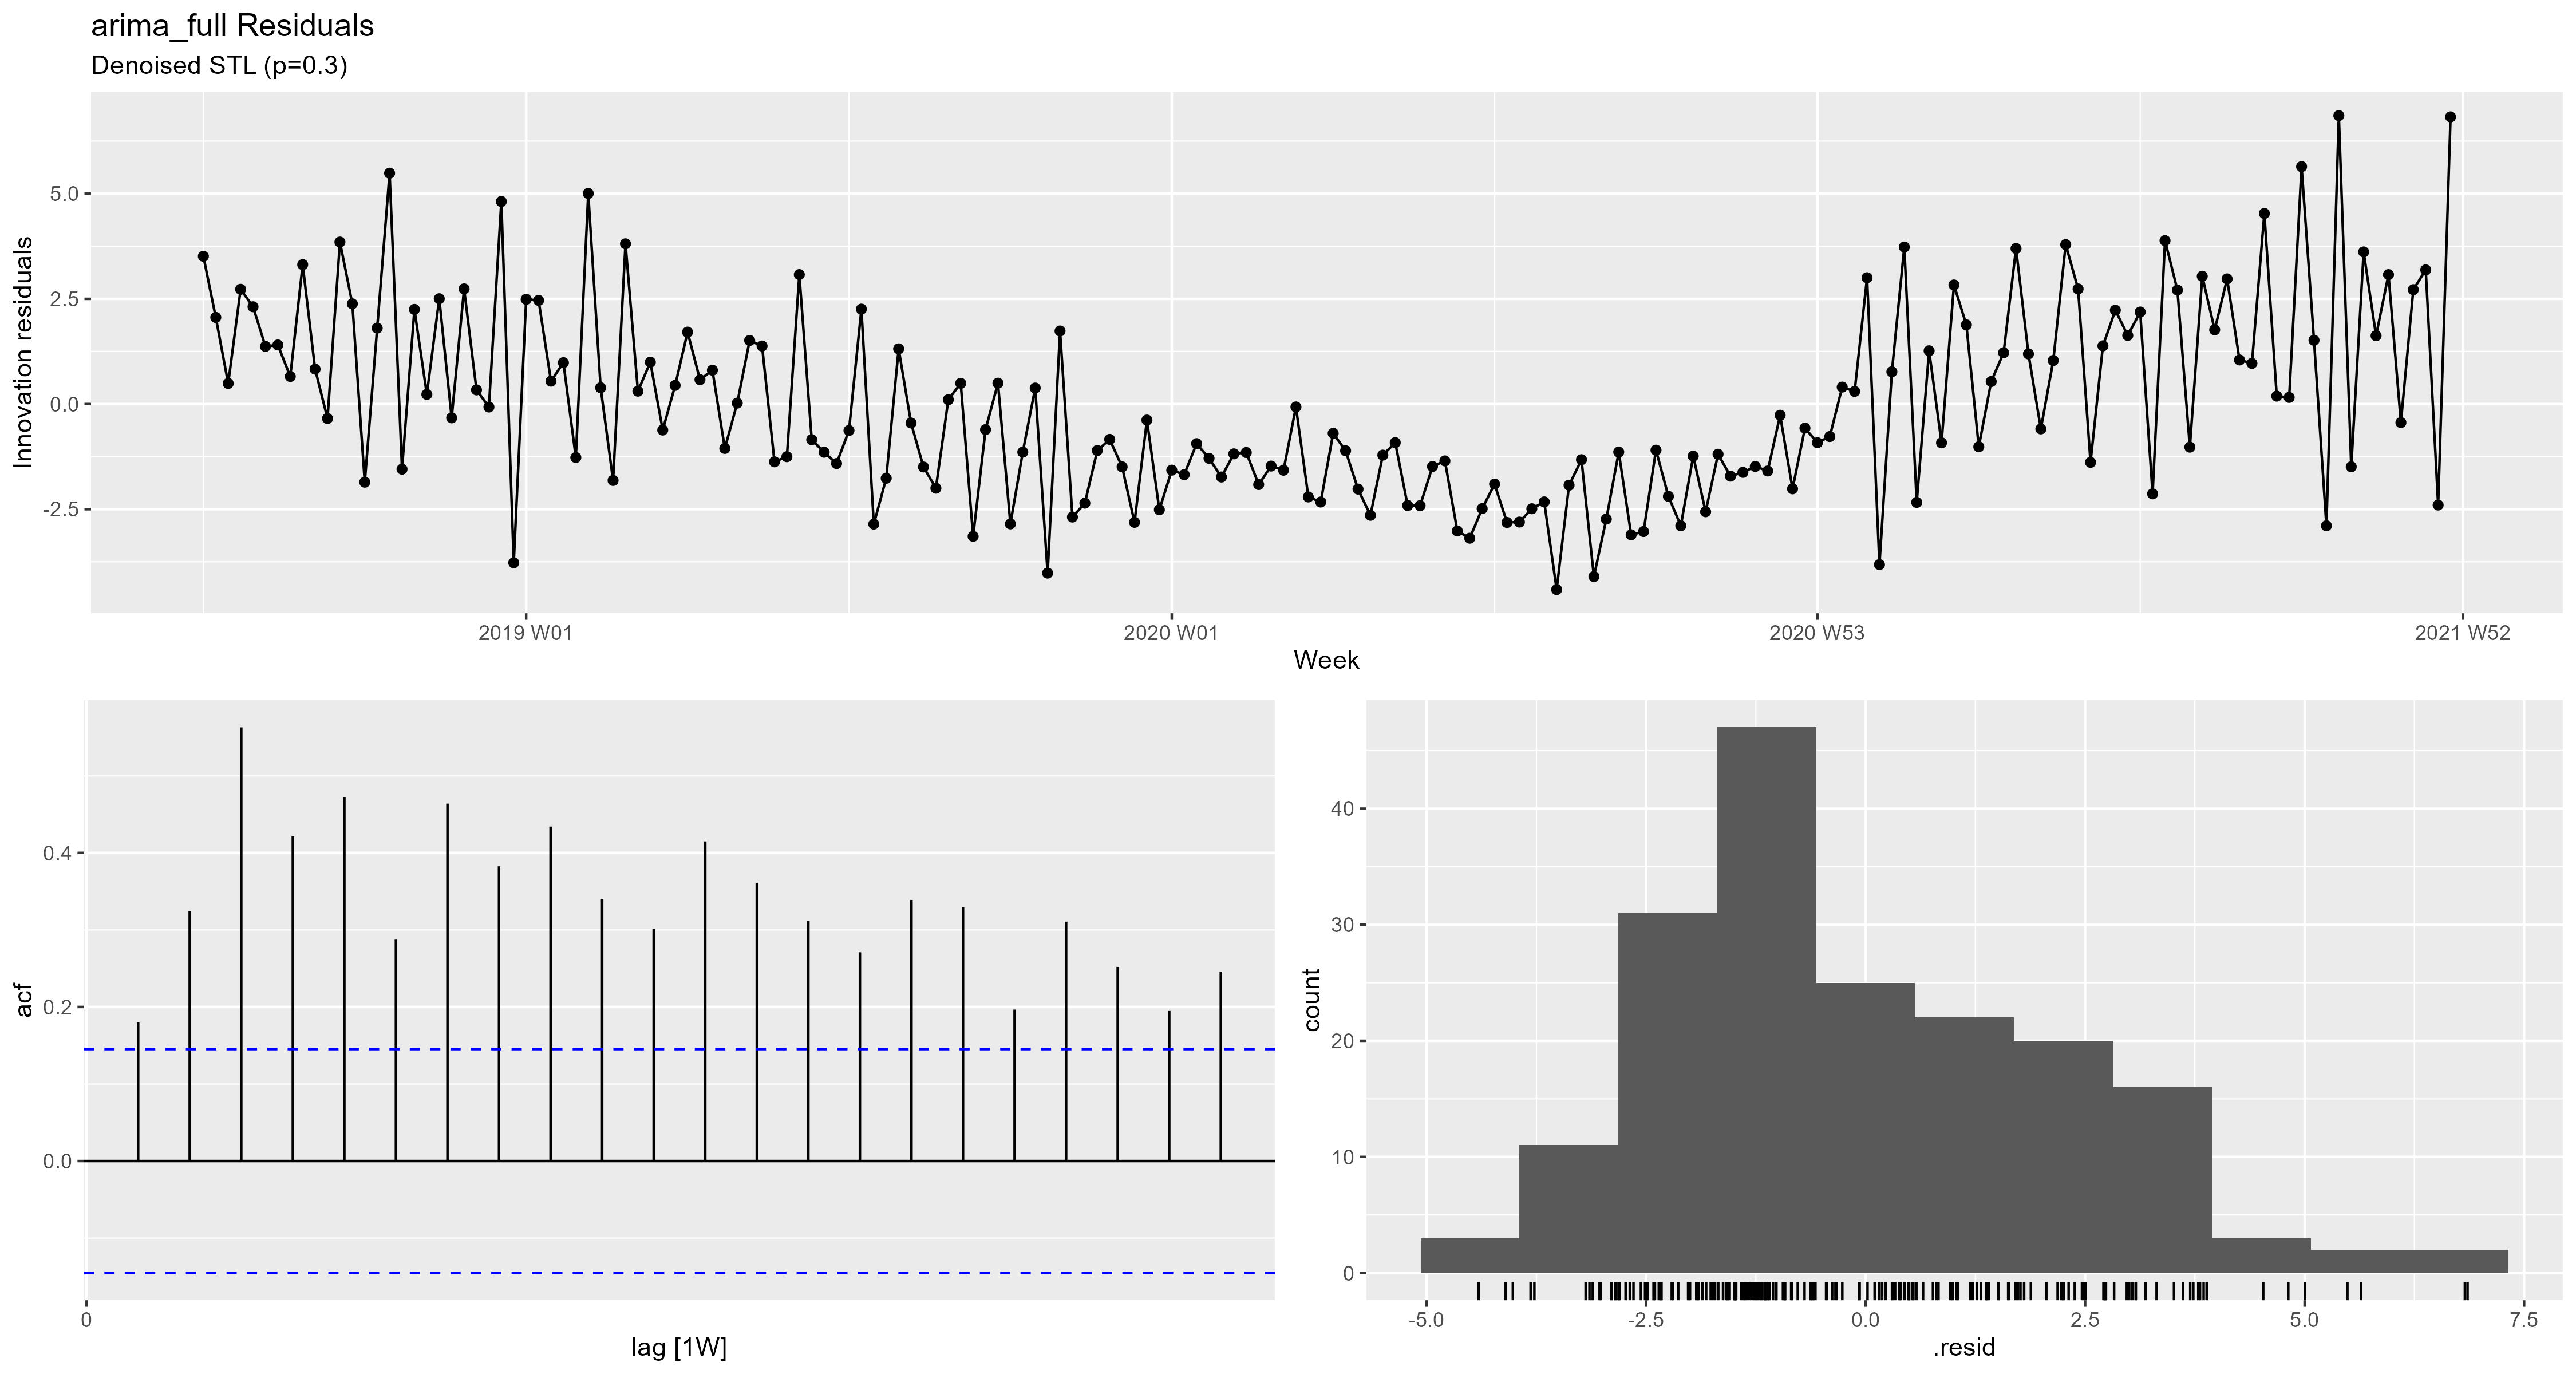 arima_full Residuals
Denoised STL (p=0.3)
Innovation residuals
5.0
2.5
0.0
-2.5
2019 W01
2020 W01
2020 W53
2021 W52
Week
acf
0.4
0.2
0.0
0
lag [1W]
count
40
30
20
10
0
-5.0
-2.5
0.0
2.5
5.0
7.5
.resid